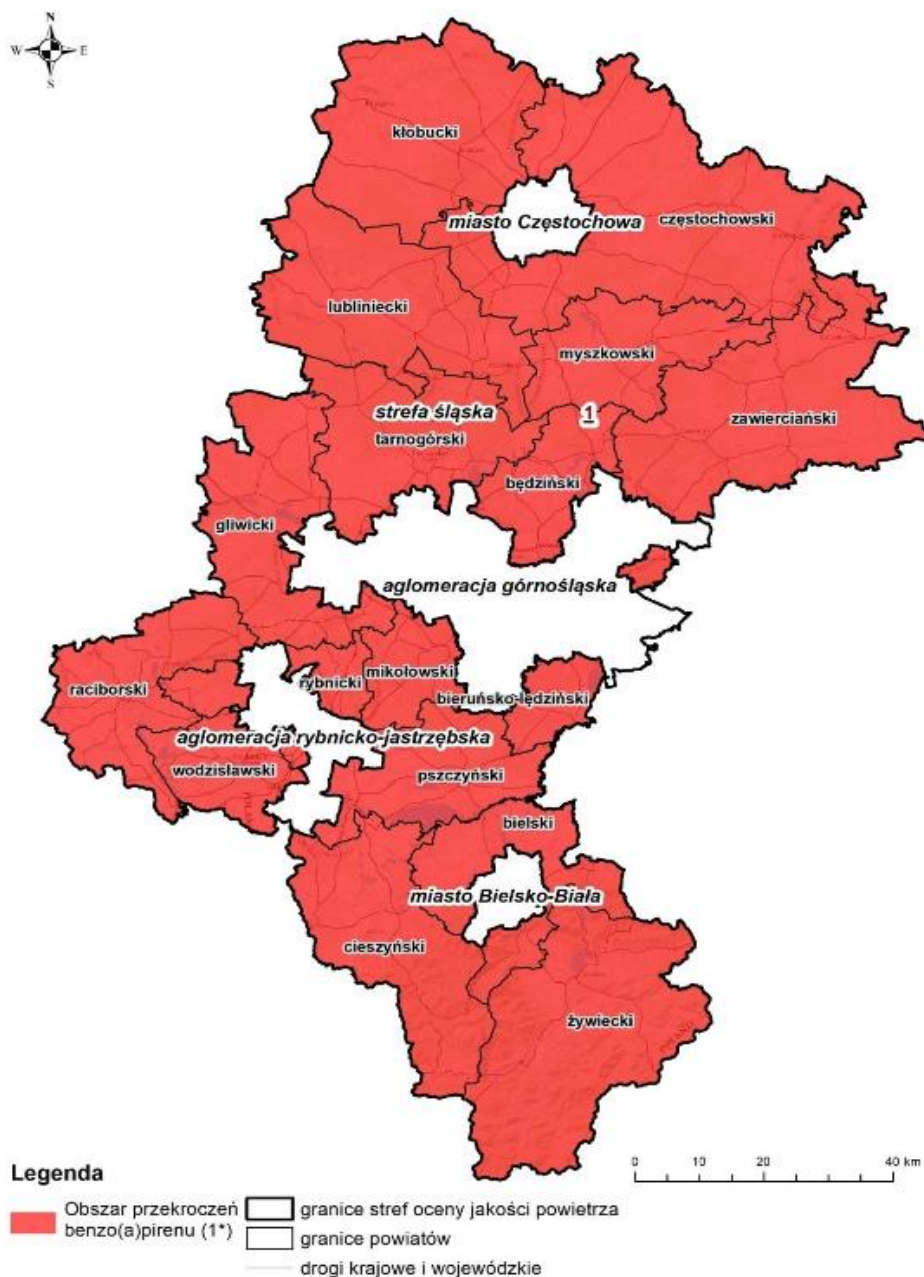 N
W E
S
kłobucki
miasto Częstochowa
częstochowski
lubliniecki
myszkowski
strefa śląska
1
zawierciański
tarnogórski
będziński
gliwicki
aglomeracja górnośląska
raciborski
rybnicki
mikołowski
bieruńsko-lędziński
aglomeracja rybnicko-jastrzębska
wodzisławski
pszczyński
bielski
miasto Bielsko-Biała
cieszyński
żywiecki
Legenda
0 10 20 40 km
Obszar przekroczeń
benzo(a)pirenu (1*)
granice stref oceny jakości powietrza
granice powiatów
drogi krajowe i wojewódzkie